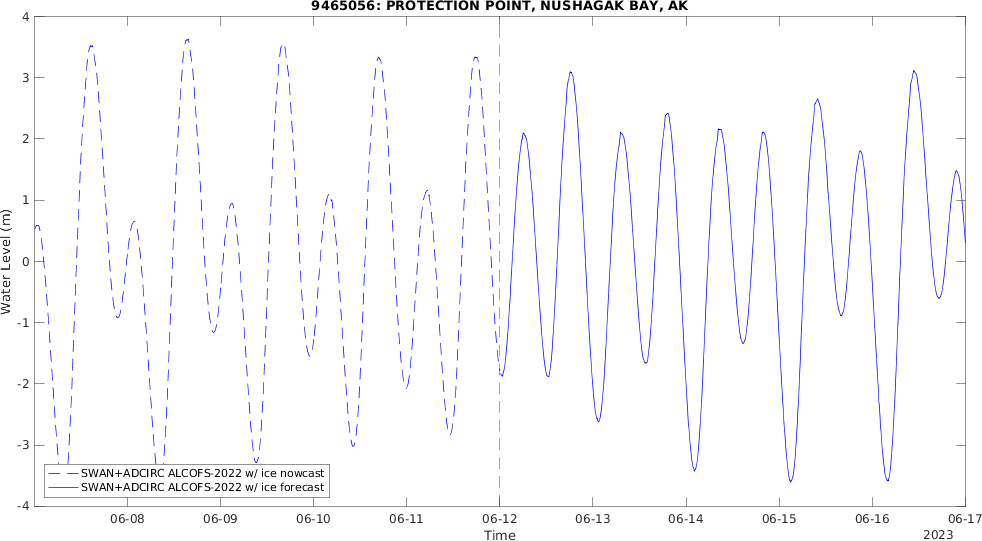 9465056: PROTECTION POINT, NUSHAGAK BAY, AK
4
3
2
1
0
-1
-2
-3
-4
Water Level (m)
SWAN+ADCIRC ALCOFS-2022 w/ ice nowcast
SWAN+ADCIRC ALCOFS-2022 w/ ice forecast
06-08 06-09 06-10 06-11 06-12 06-13 06-14 06-15 06-16 06-17
Time
2023